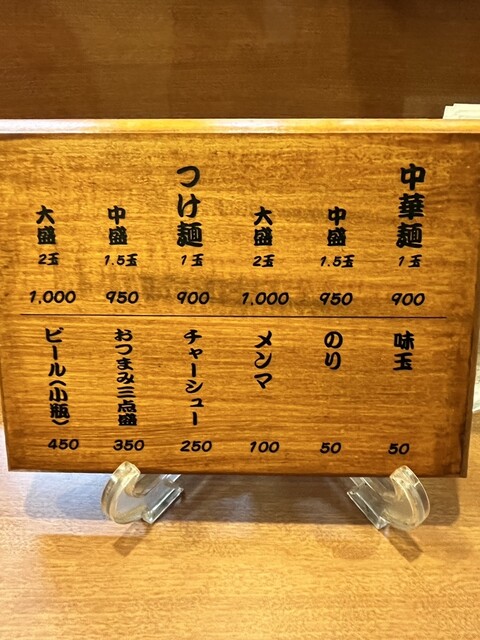 中華麺 1玉 900
中盛 1.5玉 950
大盛 2玉 1,000
つけ麺 1玉 900
中盛 1.5玉 950
大盛 2玉 1,000
味玉 50
のり 50
メンマ 100
チャーシュー 250
おつまみ三点盛 350
ビール(小瓶) 450